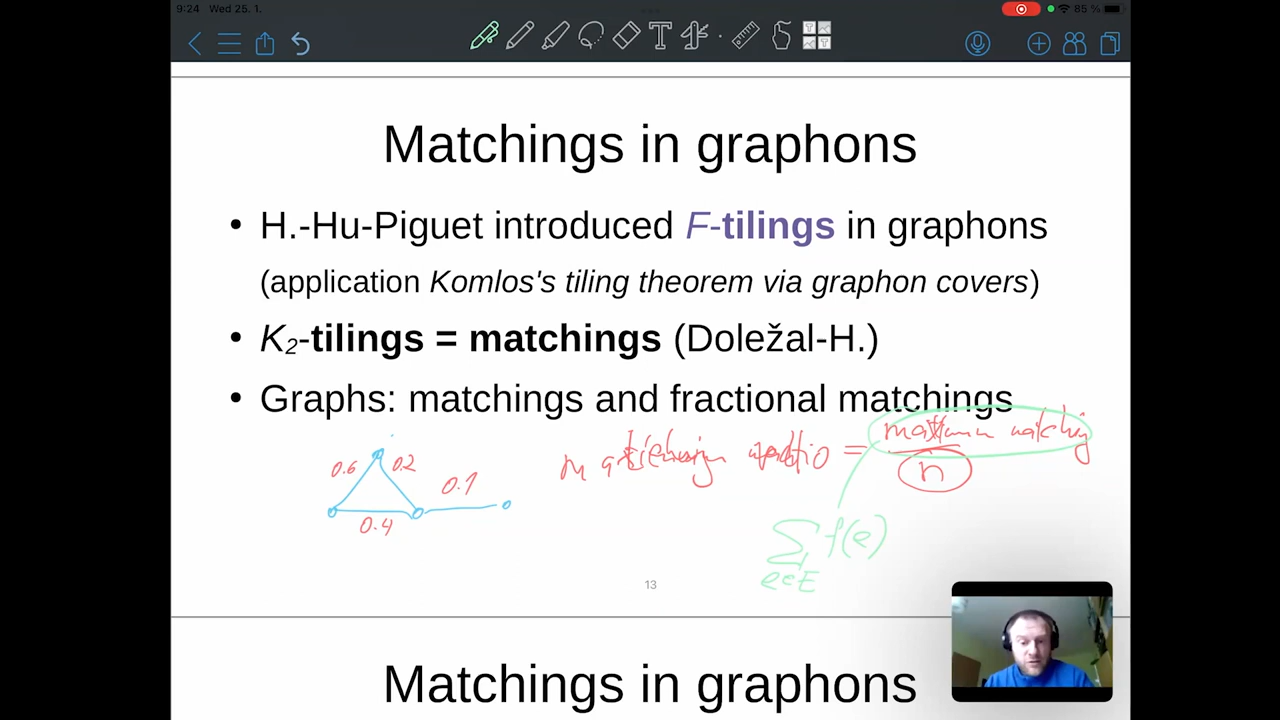 9:24 Wed 25. 1.
85 %
Matchings in graphons
• H.-Hu-Piguet introduced F-tilings in graphons
(application Komlos's tiling theorem via graphon covers)
• K₂-tilings = matchings (Doležal-H.)
• Graphs: matchings and fractional matchings
0.6
0.2
0.4
0.1
ratio = matching
n
∑ f(e)
e∈E
13
Matchings in graphons